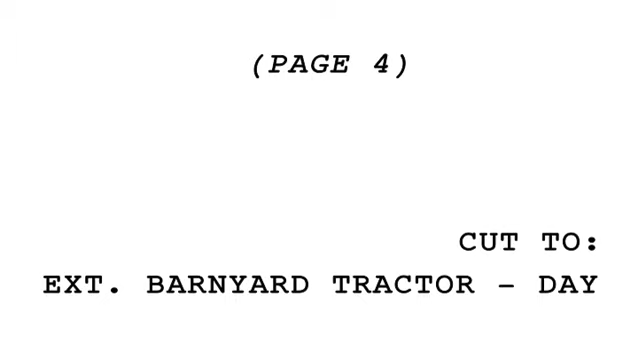 (PAGE 4)
CUT TO:
EXT. BARNYARD TRACTOR – DAY